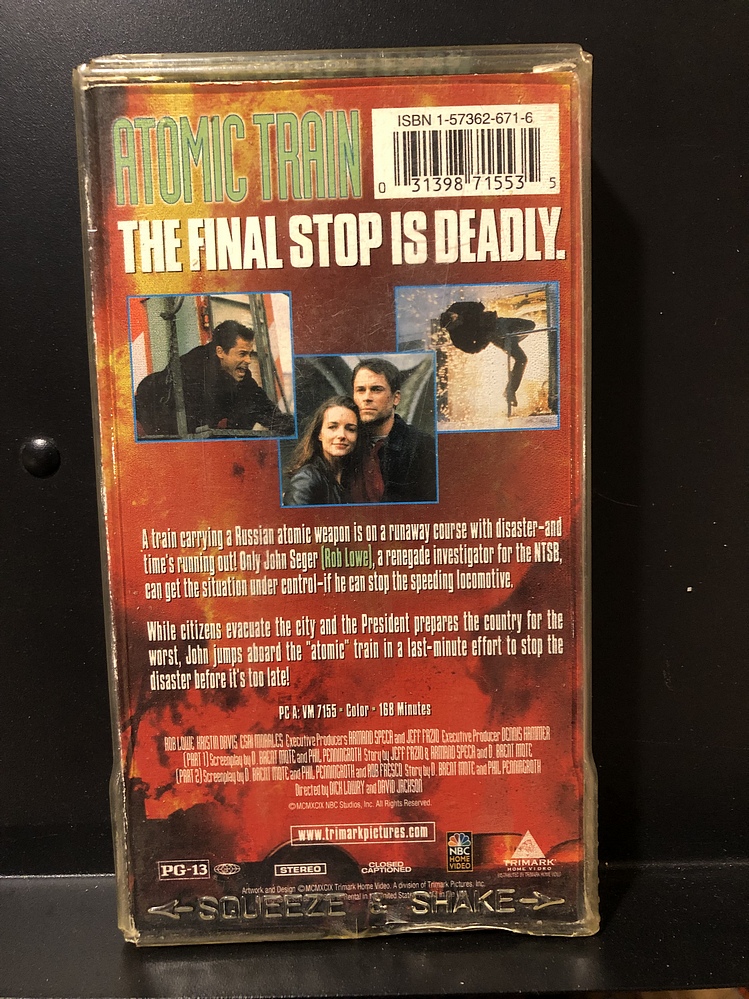 ATOMIC TRAIN
ISBN 1-57362-671-6
0 31398 71553 5
THE FINAL STOP IS DEADLY.
A train carrying a Russian atomic weapon is on a runaway course with disaster-and
time's running out! Only John Seger (Rob Lowe), a renegade investigator for the NTSB,
can get the situation under control-if he can stop the speeding locomotive.
While citizens evacuate the city and the President prepares the country for the
worst, John jumps aboard the "atomic" train in a last-minute effort to stop the
disaster before it's too late!
PCA: VM 7155 • Color • 168 Minutes
ROB LOWE KRISTIN DAVIS ESAI MORALES Executive Producers ARMAND SPECA and JEFF FAZIO Executive Producer DENNIS HAMMER
(PART 1) Screenplay by D. BRENT MOTE and PHIL PENNINGROTH Story by JEFF FAZIO & ARMAND SPECA and D. BRENT MOTE
(PART 2) Screenplay by D. BRENT MOTE and PHIL PENNINGROTH and ROB FRESCO Story by D. BRENT MOTE and PHIL PENNINGROTH
Directed by DICK LOWRY and DAVID JACKSON
©MCMXCIX NBC Studios, Inc. All Rights Reserved.
www.trimarkpictures.com
NBC
HOME
VIDEO
TRIMARK
HOME VIDEO
DISTRIBUTED BY TRIMARK HOME VIDEO
PG-13
STEREO
CLOSED
CAPTIONED
Artwork and Design ©MCMXCIX Trimark Home Video. A division of Trimark Pictures, Inc.
SQUEEZE & SHAKE